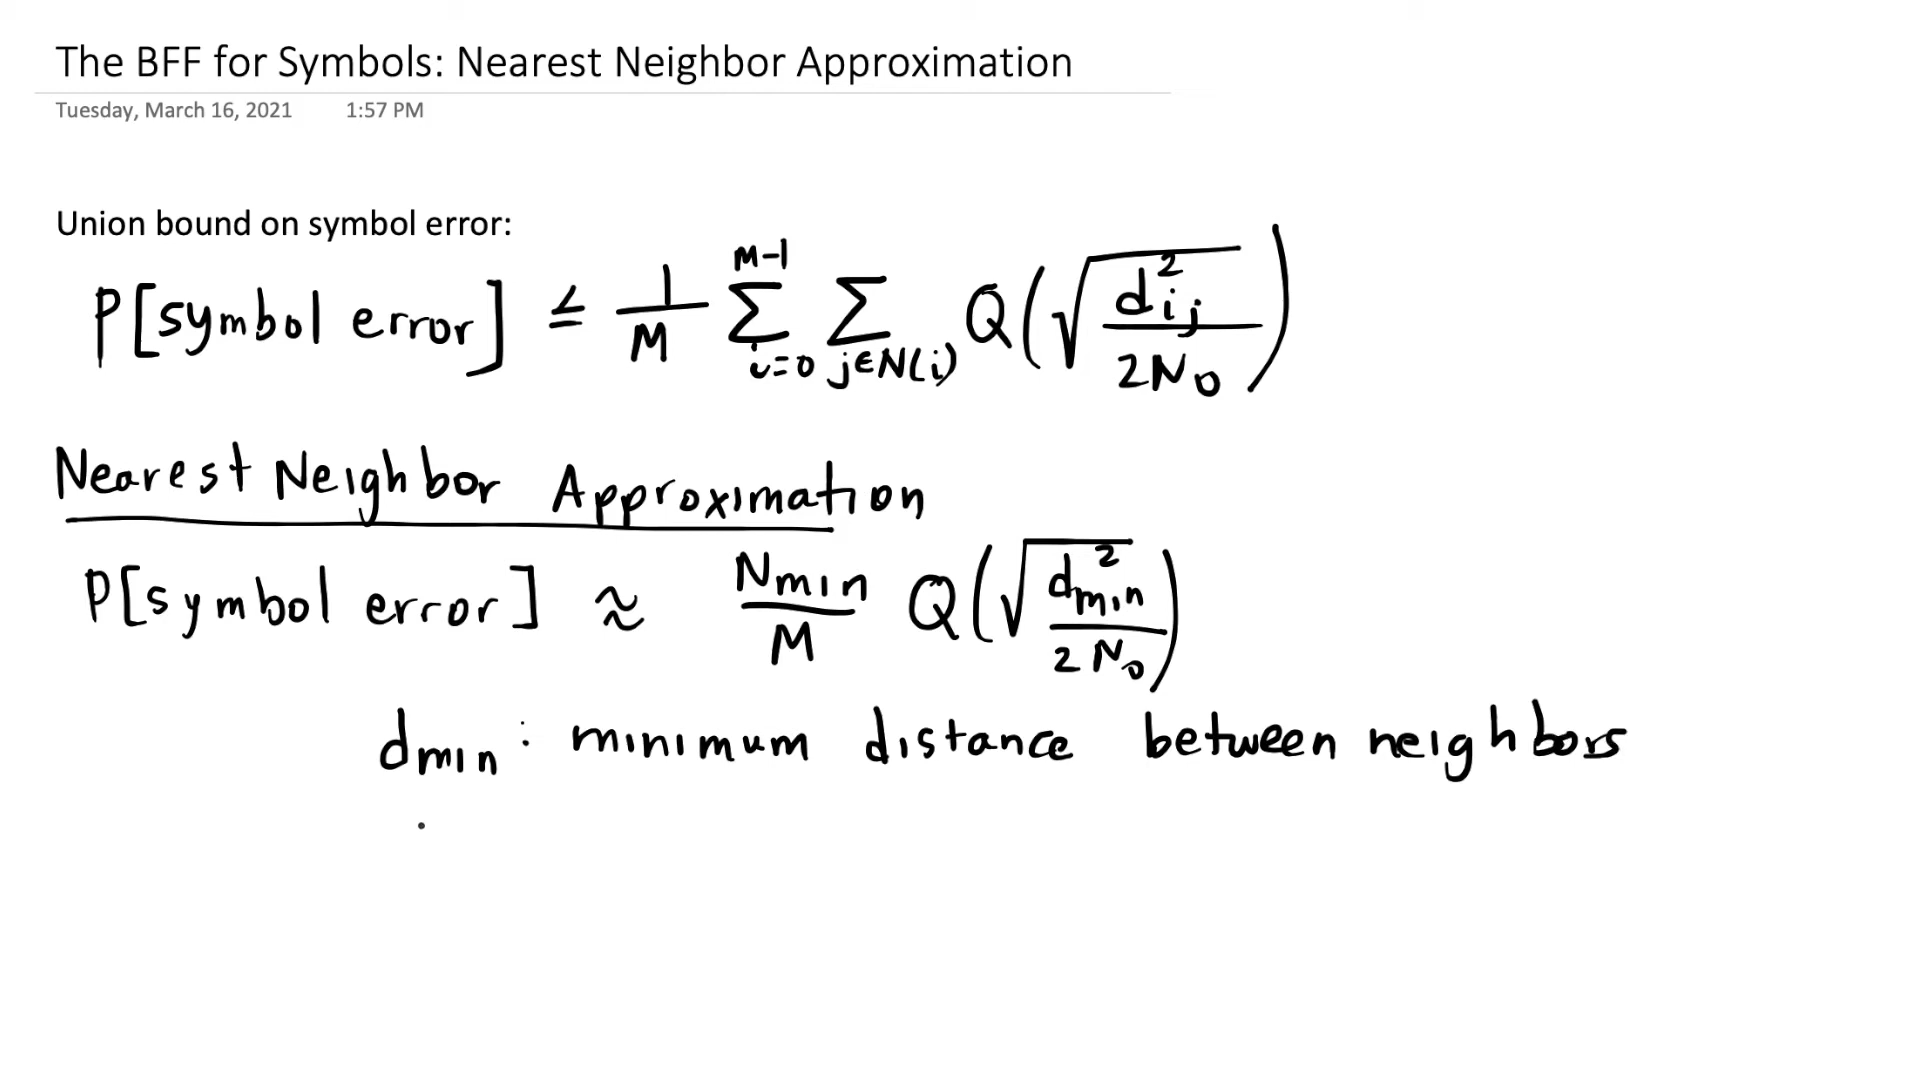 The BFF for Symbols: Nearest Neighbor Approximation
Tuesday, March 16, 2021 1:57 PM
Union bound on symbol error:
P[symbol error] ≤ 1/M ∑_{i=0}^{M-1} ∑_{j∈N(i)} Q(√(d_{ij}^2/2N_0))
Nearest Neighbor Approximation
P[symbol error] ≈ N_{min}/M Q(√(d_{min}^2/2N_0))
d_{min}: minimum distance between neighbors